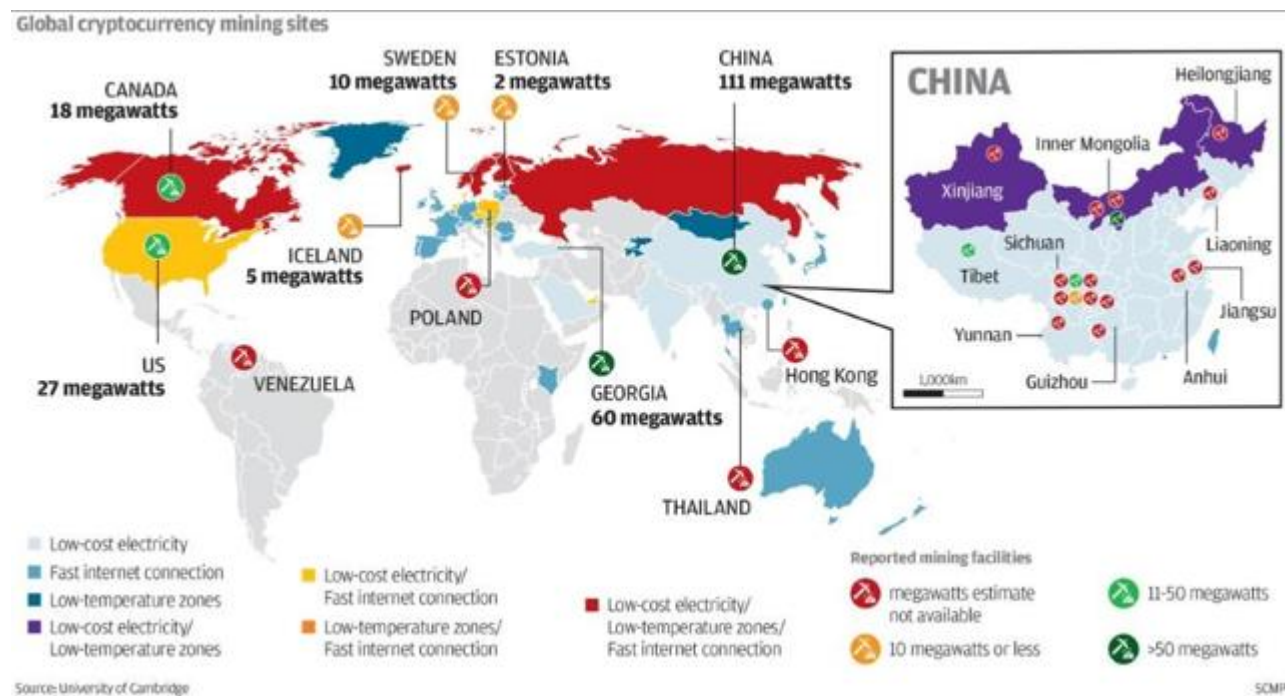 Global cryptocurrency mining sites
CANADA
18 megawatts
SWEDEN
10 megawatts
ESTONIA
2 megawatts
CHINA
111 megawatts
ICELAND
5 megawatts
US
27 megawatts
VENEZUELA
POLAND
GEORGIA
60 megawatts
Hong Kong
THAILAND
CHINA
Heilongjiang
Inner Mongolia
Xinjiang
Liaoning
Sichuan
Tibet
Jiangsu
Yunnan
Anhui
Guizhou
1,000km
Low-cost electricity
Fast internet connection
Low-temperature zones
Low-cost electricity/
Low-temperature zones
Low-cost electricity/
Fast internet connection
Low-temperature zones/
Fast internet connection
Low-cost electricity/
Low-temperature zones/
Fast internet connection
Reported mining facilities
megawatts estimate
not available
10 megawatts or less
11-50 megawatts
>50 megawatts
Source: University of Cambridge
SCMP